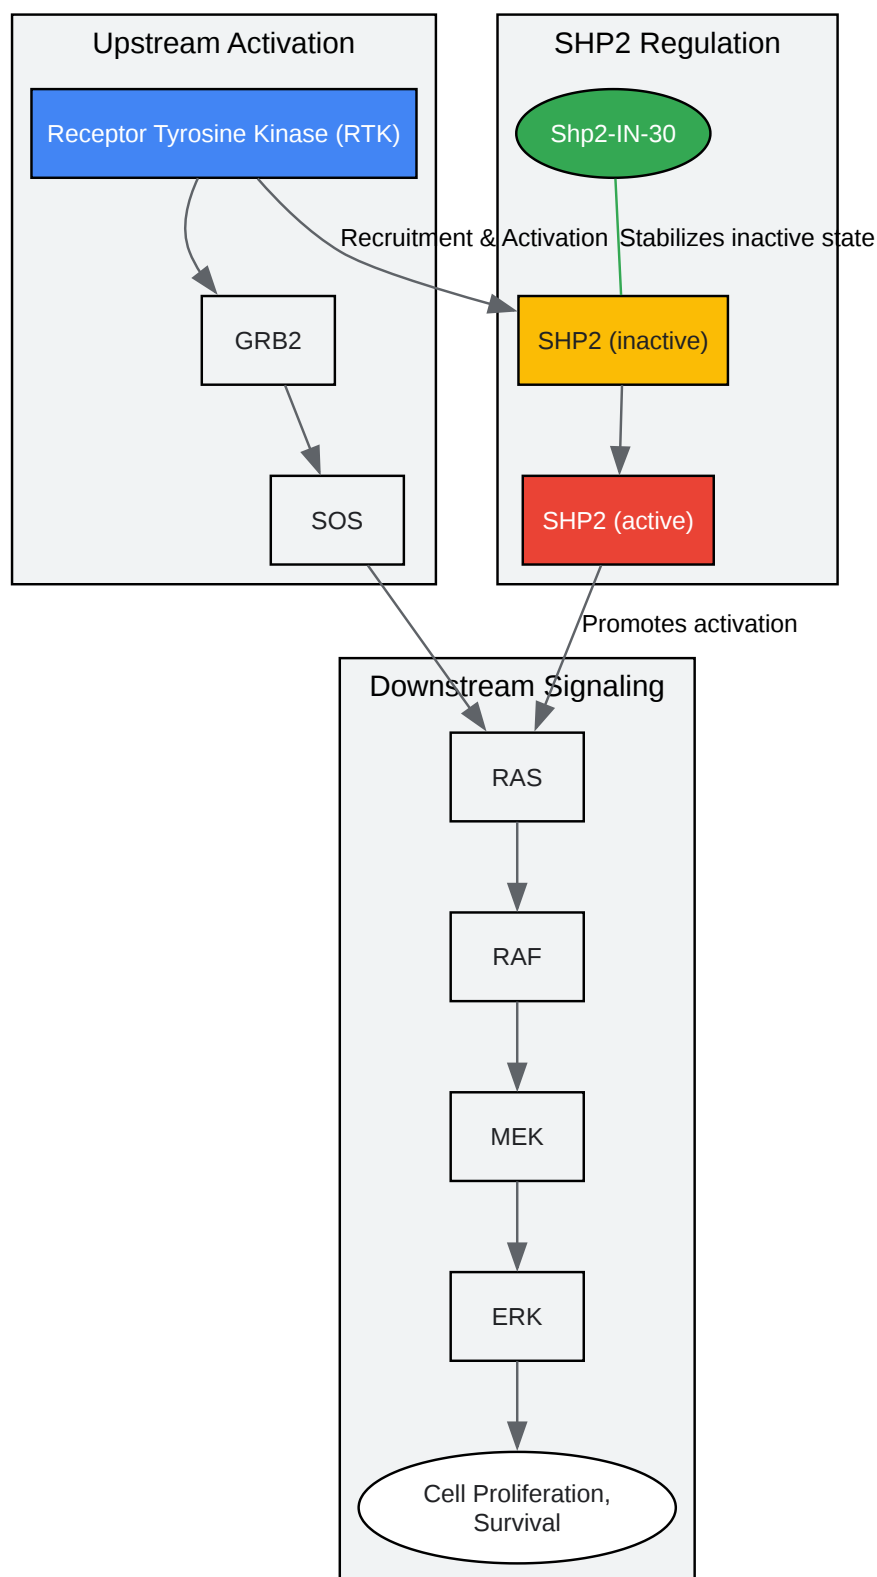 Upstream Activation
SHP2 Regulation
Receptor Tyrosine Kinase (RTK)
Shp2-IN-30
Recruitment & Activation
Stabilizes inactive state
GRB2
SHP2 (inactive)
SOS
SHP2 (active)
Promotes activation
Downstream Signaling
RAS
RAF
MEK
ERK
Cell Proliferation,
Survival